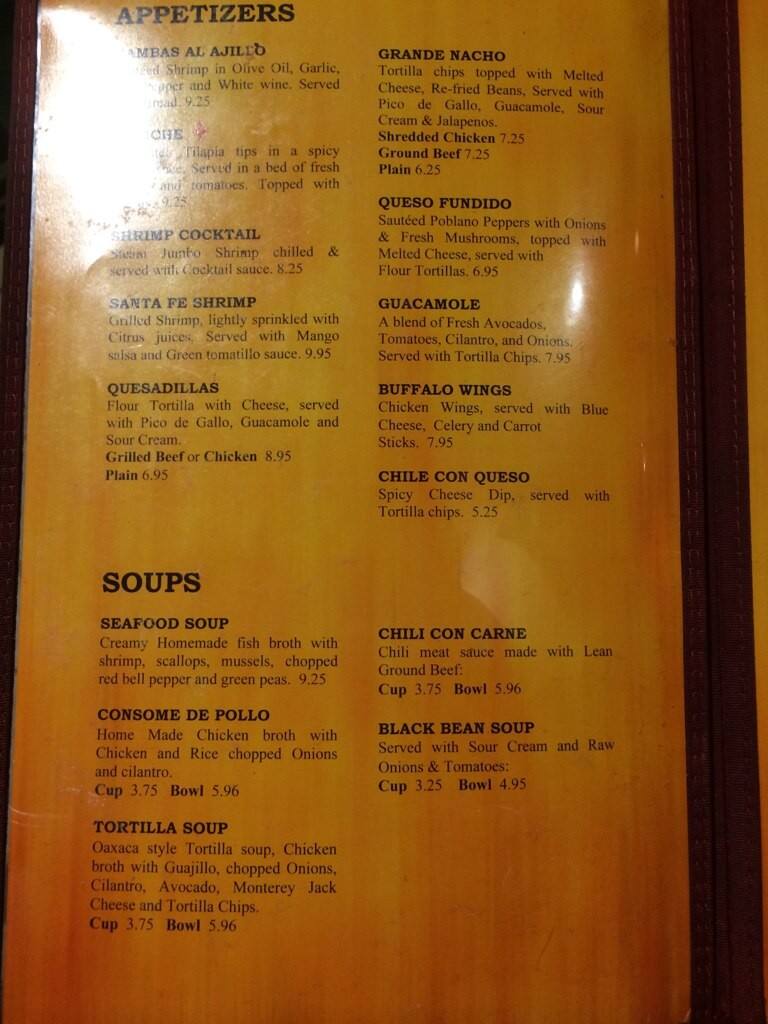 APPETIZERS
AL AJILLO
Shrimp in Olive Oil, Garlic,
and White wine. Served
9.25
Tilapia tips in a spicy
Served in a bed of fresh
and tomatoes. Topped with
9.25
SHRIMP COCKTAIL
Steam Jumbo Shrimp chilled &
served with Cocktail sauce. 8.25
SANTA FE SHRIMP
Grilled Shrimp, lightly sprinkled with
Citrus juices, Served with Mango
salsa and Green tomatillo sauce. 9.95
QUESADILLAS
Flour Tortilla with Cheese, served
with Pico de Gallo, Guacamole and
Sour Cream.
Grilled Beef or Chicken 8.95
Plain 6.95
GRANDE NACHO
Tortilla chips topped with Melted
Cheese, Re-fried Beans, Served with
Pico de Gallo, Guacamole, Sour
Cream & Jalapenos.
Shredded Chicken 7.25
Ground Beef 7.25
Plain 6.25
QUESO FUNDIDO
Sautéed Poblano Peppers with Onions
& Fresh Mushrooms, topped with
Melted Cheese, served with
Flour Tortillas. 6.95
GUACAMOLE
A blend of Fresh Avocados,
Tomatoes, Cilantro, and Onions.
Served with Tortilla Chips. 7.95
BUFFALO WINGS
Chicken Wings, served with Blue
Cheese, Celery and Carrot
Sticks. 7.95
CHILE CON QUESO
Spicy Cheese Dip, served with
Tortilla chips. 5.25
SOUPS
SEAFOOD SOUP
Creamy Homemade fish broth with
shrimp, scallops, mussels, chopped
red bell pepper and green peas. 9.25
CONSOME DE POLLO
Home Made Chicken broth with
Chicken and Rice chopped Onions
and cilantro.
Cup 3.75 Bowl 5.96
TORTILLA SOUP
Oaxaca style Tortilla soup, Chicken
broth with Guajillo, chopped Onions,
Cilantro, Avocado, Monterey Jack
Cheese and Tortilla Chips.
Cup 3.75 Bowl 5.96
CHILI CON CARNE
Chili meat sauce made with Lean
Ground Beef:
Cup 3.75 Bowl 5.96
BLACK BEAN SOUP
Served with Sour Cream and Raw
Onions & Tomatoes:
Cup 3.25 Bowl 4.95